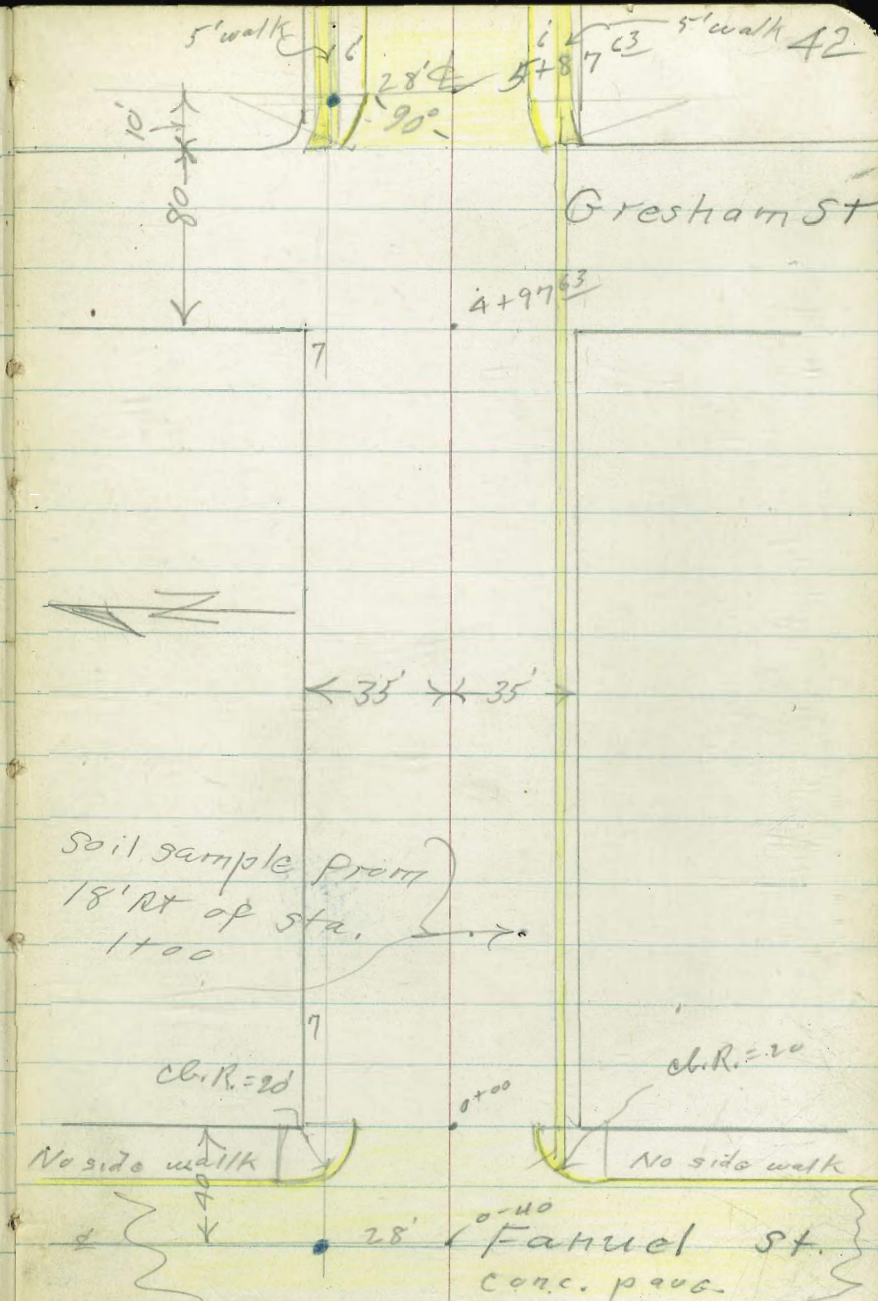 5' walk
6'
6
5' walk
42
28' ℄
5+87 63
10'
90°
80
Gresham St
4+97 63
7
N
35' 35'
Soil sample from
18' Rt of sta.
1+00
7
cb. R. = 20'
cb. R. = 20
0+00
No side wallk
No side walk
40
0-40
℄
28'
Fanuel St.
conc. pave.